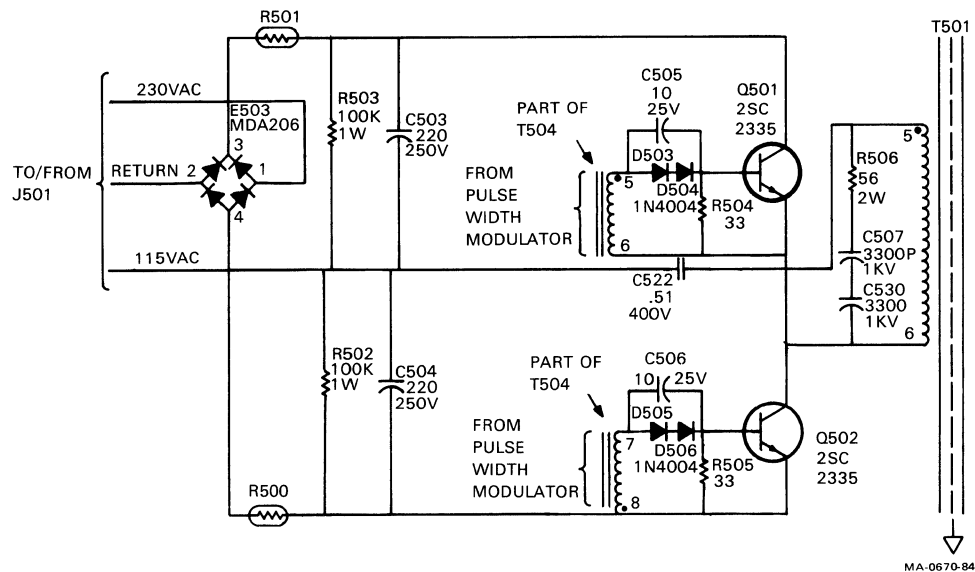 R501
T501
230VAC
E503
MDA206
3
RETURN 2
1
4
TO/FROM
J501
115VAC
R503
100K
1W
C503
220
250V
PART OF
T504
C505
10
25V
Q501
2SC
2335
FROM
PULSE
WIDTH
MODULATOR
5
6
D503
D504
1N4004
R504
33
5
R506
56
2W
C507
3300P
1KV
C530
3300
1KV
6
C522
.51
400V
R502
100K
1W
C504
220
250V
PART OF
T504
C506
10
25V
D505
D506
1N4004
R505
33
Q502
2SC
2335
FROM
PULSE
WIDTH
MODULATOR
7
8
R500
MA-0670-84